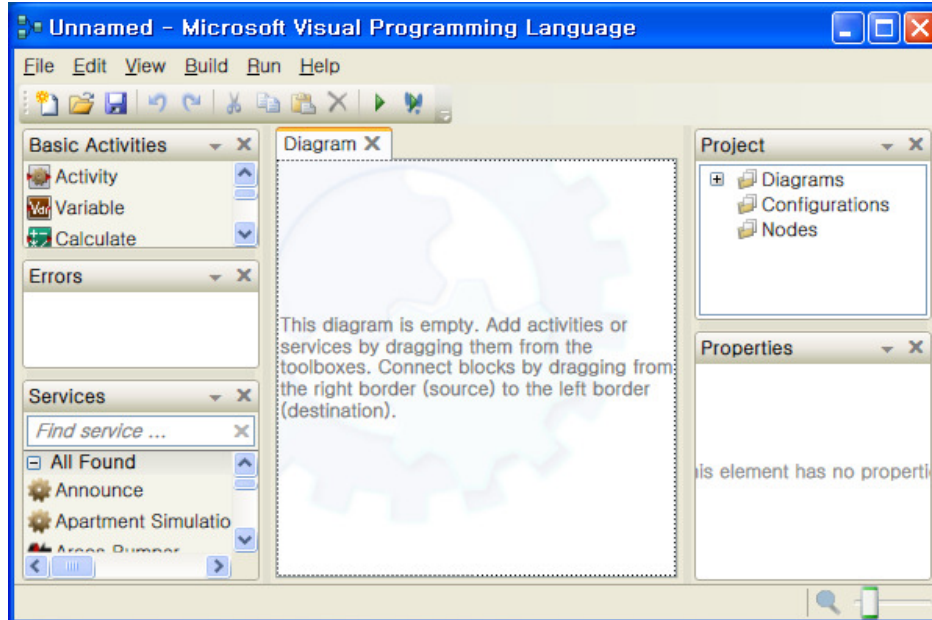 Unnamed - Microsoft Visual Programming Language
File Edit View Build Run Help
Basic Activities
Activity
Var Variable
Calculate
Errors
Services
Find service ...
All Found
Announce
Apartment Simulatio
Diagram
This diagram is empty. Add activities or
services by dragging them from the
toolboxes. Connect blocks by dragging from
the right border (source) to the left border
(destination).
Project
Diagrams
Configurations
Nodes
Properties
his element has no properti